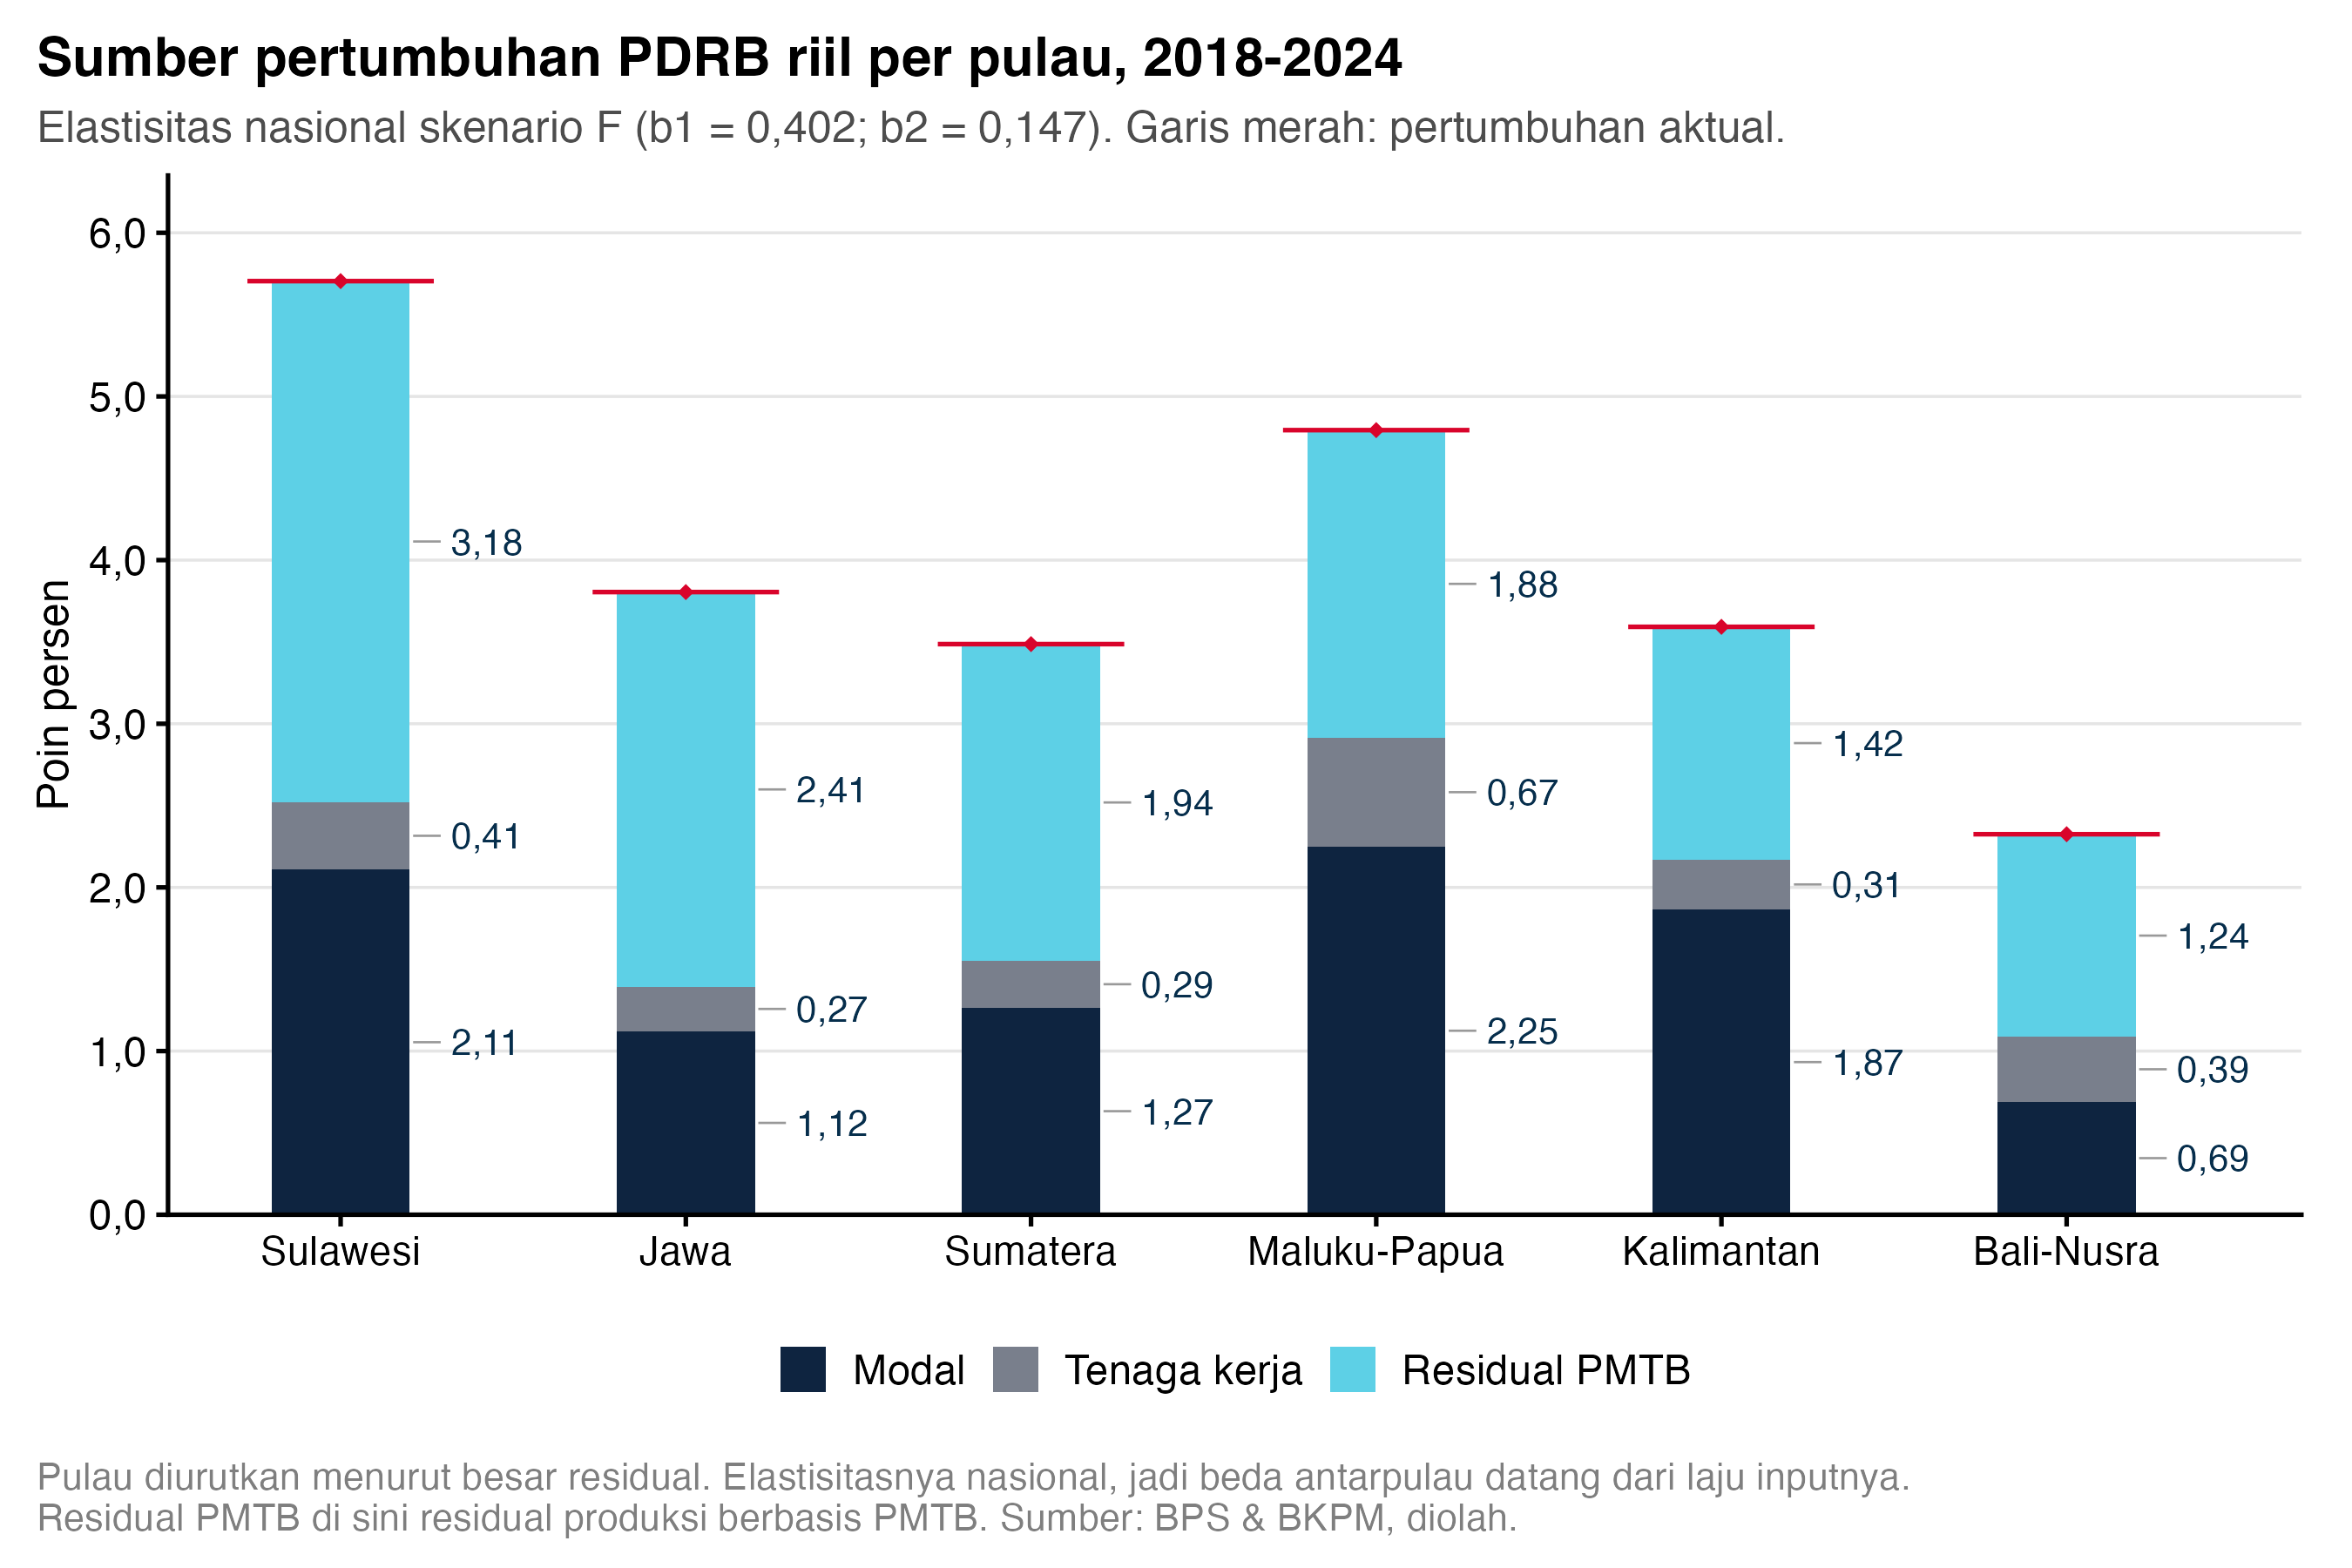 Sumber pertumbuhan PDRB riil per pulau, 2018-2024
Elastisitas nasional skenario F (b1 = 0,402; b2 = 0,147). Garis merah: pertumbuhan aktual.
Poin persen
6,0
5,0
4,0
3,0
2,0
1,0
0,0
3,18
0,41
2,11
2,41
0,27
1,12
1,94
0,29
1,27
1,88
0,67
2,25
1,42
0,31
1,87
1,24
0,39
0,69
Sulawesi
Jawa
Sumatera
Maluku-Papua
Kalimantan
Bali-Nusra
Modal
Tenaga kerja
Residual PMTB
Pulau diurutkan menurut besar residual. Elastisitasnya nasional, jadi beda antarpulau datang dari laju inputnya.
Residual PMTB di sini residual produksi berbasis PMTB. Sumber: BPS & BKPM, diolah.